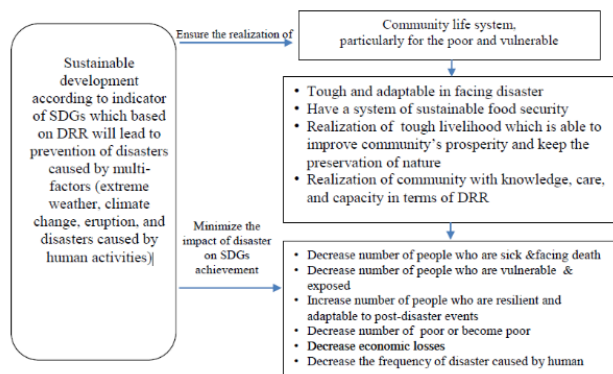 Sustainable
development
according to indicator
of SDGs which based
on DRR will lead to
prevention of disasters
caused by multi-
factors (extreme
weather, climate
change, eruption, and
disasters caused by
human activities)|
Ensure the realization of
Community life system,
particularly for the poor and vulnerable
• Tough and adaptable in facing disaster
• Have a system of sustainable food security
• Realization of tough livelihood which is able to
improve community's prosperity and keep the
preservation of nature
• Realization of community with knowledge, care,
and capacity in terms of DRR
Minimize the
impact of disaster
on SDGs
achievement
• Decrease number of people who are sick &facing death
• Decrease number of people who are vulnerable &
exposed
• Increase number of people who are resilient and
adaptable to post-disaster events
• Decrease number of poor or become poor
• Decrease economic losses
• Decrease the frequency of disaster caused by human